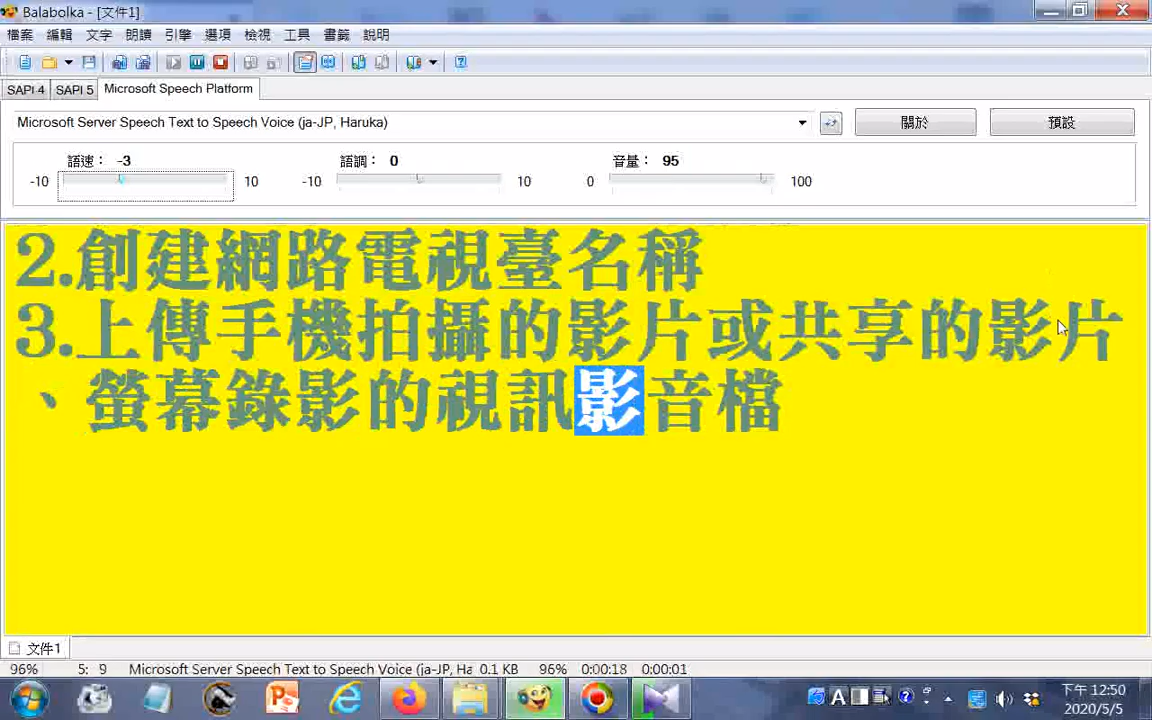 Balabolka - [文件1]
檔案 編輯 文字 朗讀 引擎 選項 檢視 工具 書籤 說明
SAPI 4 SAPI 5 Microsoft Speech Platform
Microsoft Server Speech Text to Speech Voice (ja-JP, Haruka)
關於 預設
語速： -3 語調： 0 音量： 95
-10 10 -10 10 0 100
2.創建網路電視臺名稱
3.上傳手機拍攝的影片或共享的影片
、螢幕錄影的視訊影音檔
文件1
96% 5: 9 Microsoft Server Speech Text to Speech Voice (ja-JP, Ha 0.1 KB 96% 0:00:18 0:00:01
下午 12:50
2020/5/5